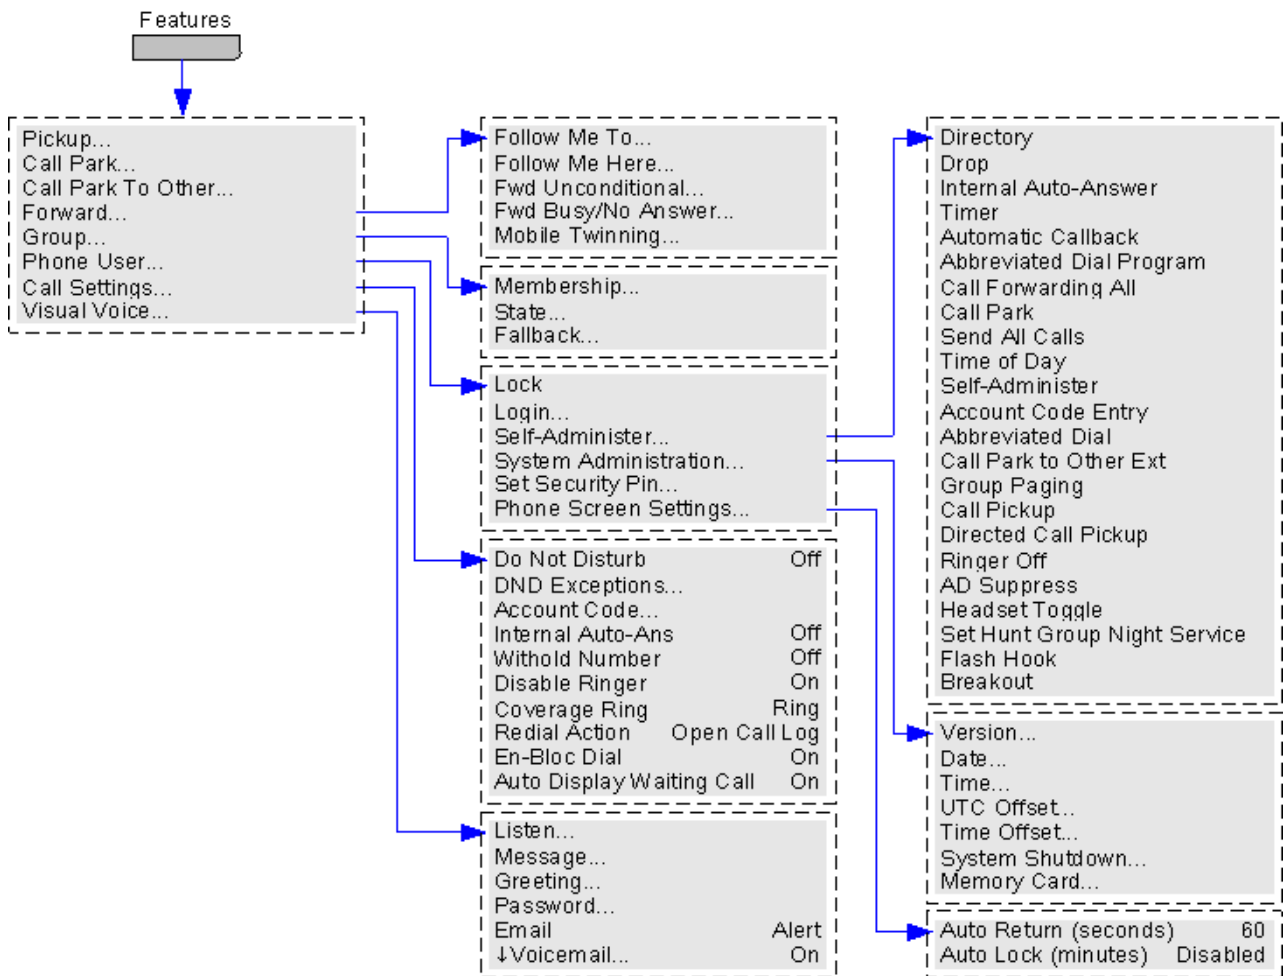 Features
Pickup...
Call Park...
Call Park To Other...
Forward...
Group...
Phone User...
Call Settings...
Visual Voice...
Follow Me To...
Follow Me Here...
Fwd Unconditional...
Fwd Busy/No Answer...
Mobile Twinning...
Membership...
State...
Fallback...
Lock
Login...
Self-Administer...
System Administration...
Set Security Pin...
Phone Screen Settings...
Do Not Disturb Off
DND Exceptions...
Account Code...
Internal Auto-Ans Off
Withold Number Off
Disable Ringer On
Coverage Ring Ring
Redial Action Open Call Log
En-Bloc Dial On
Auto Display Waiting Call On
Listen...
Message...
Greeting...
Password...
Email Alert
↓Voicemail... On
Directory
Drop
Internal Auto-Answer
Timer
Automatic Callback
Abbreviated Dial Program
Call Forwarding All
Call Park
Send All Calls
Time of Day
Self-Administer
Account Code Entry
Abbreviated Dial
Call Park to Other Ext
Group Paging
Call Pickup
Directed Call Pickup
Ringer Off
AD Suppress
Headset Toggle
Set Hunt Group Night Service
Flash Hook
Breakout
Version...
Date...
Time...
UTC Offset...
Time Offset...
System Shutdown...
Memory Card...
Auto Return (seconds) 60
Auto Lock (minutes) Disabled